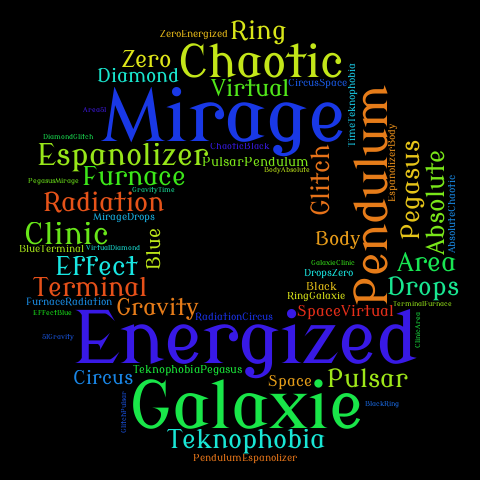 ZeroEnergized
Ring
Zero
Chaotic
Diamond
Virtual
CircusSpace
TimeTeknophobia
Mirage
DiamondGlitch
ChaoticBlack
Espanolizer
PulsarPendulum
BodyAbsolute
PegasusMirage
Furnace
GravityTime
Glitch
Pendulum
EspanolizerBody
Pegasus
Absolute
AbsoluteChaotic
Radiation
MirageDrops
Clinic
BlueTerminal
VirtualDiamond
Blue
Body
Effect
GalaxieClinic
DropsZero
Area
Terminal
Black
Drops
FurnaceRadiation
Gravity
RingGalaxie
TerminalFurnace
EffectBlue
RadiationCircus
SpaceVirtual
Energized
ClinicArea
TeknophobiaPegasus
Circus
Space
Pulsar
Galaxie
GlitchPulsar
BlackRing
Teknophobia
PendulumEspanolizer